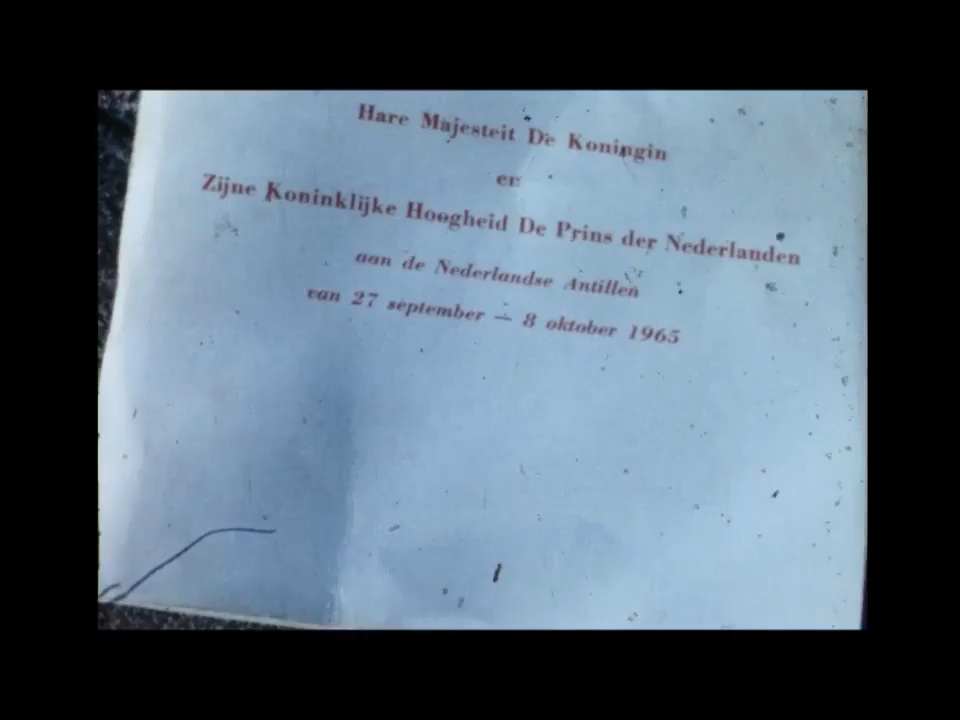 Hare Majesteit De Koningin
en
Zijne Koninklijke Hoogheid De Prins der Nederlanden
aan de Nederlandse Antillen
van 27 september — 8 oktober 1965